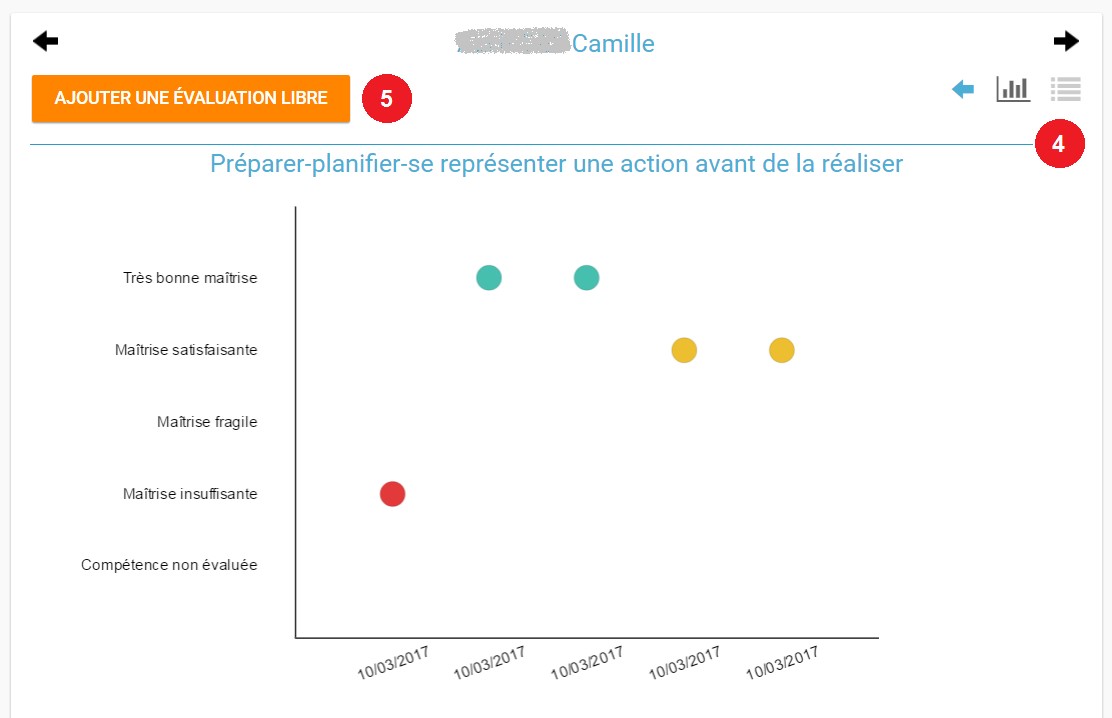 Camille
AJOUTER UNE ÉVALUATION LIBRE
5
4
Préparer-planifier-se représenter une action avant de la réaliser
Très bonne maîtrise
Maîtrise satisfaisante
Maîtrise fragile
Maîtrise insuffisante
Compétence non évaluée
10/03/2017
10/03/2017
10/03/2017
10/03/2017
10/03/2017